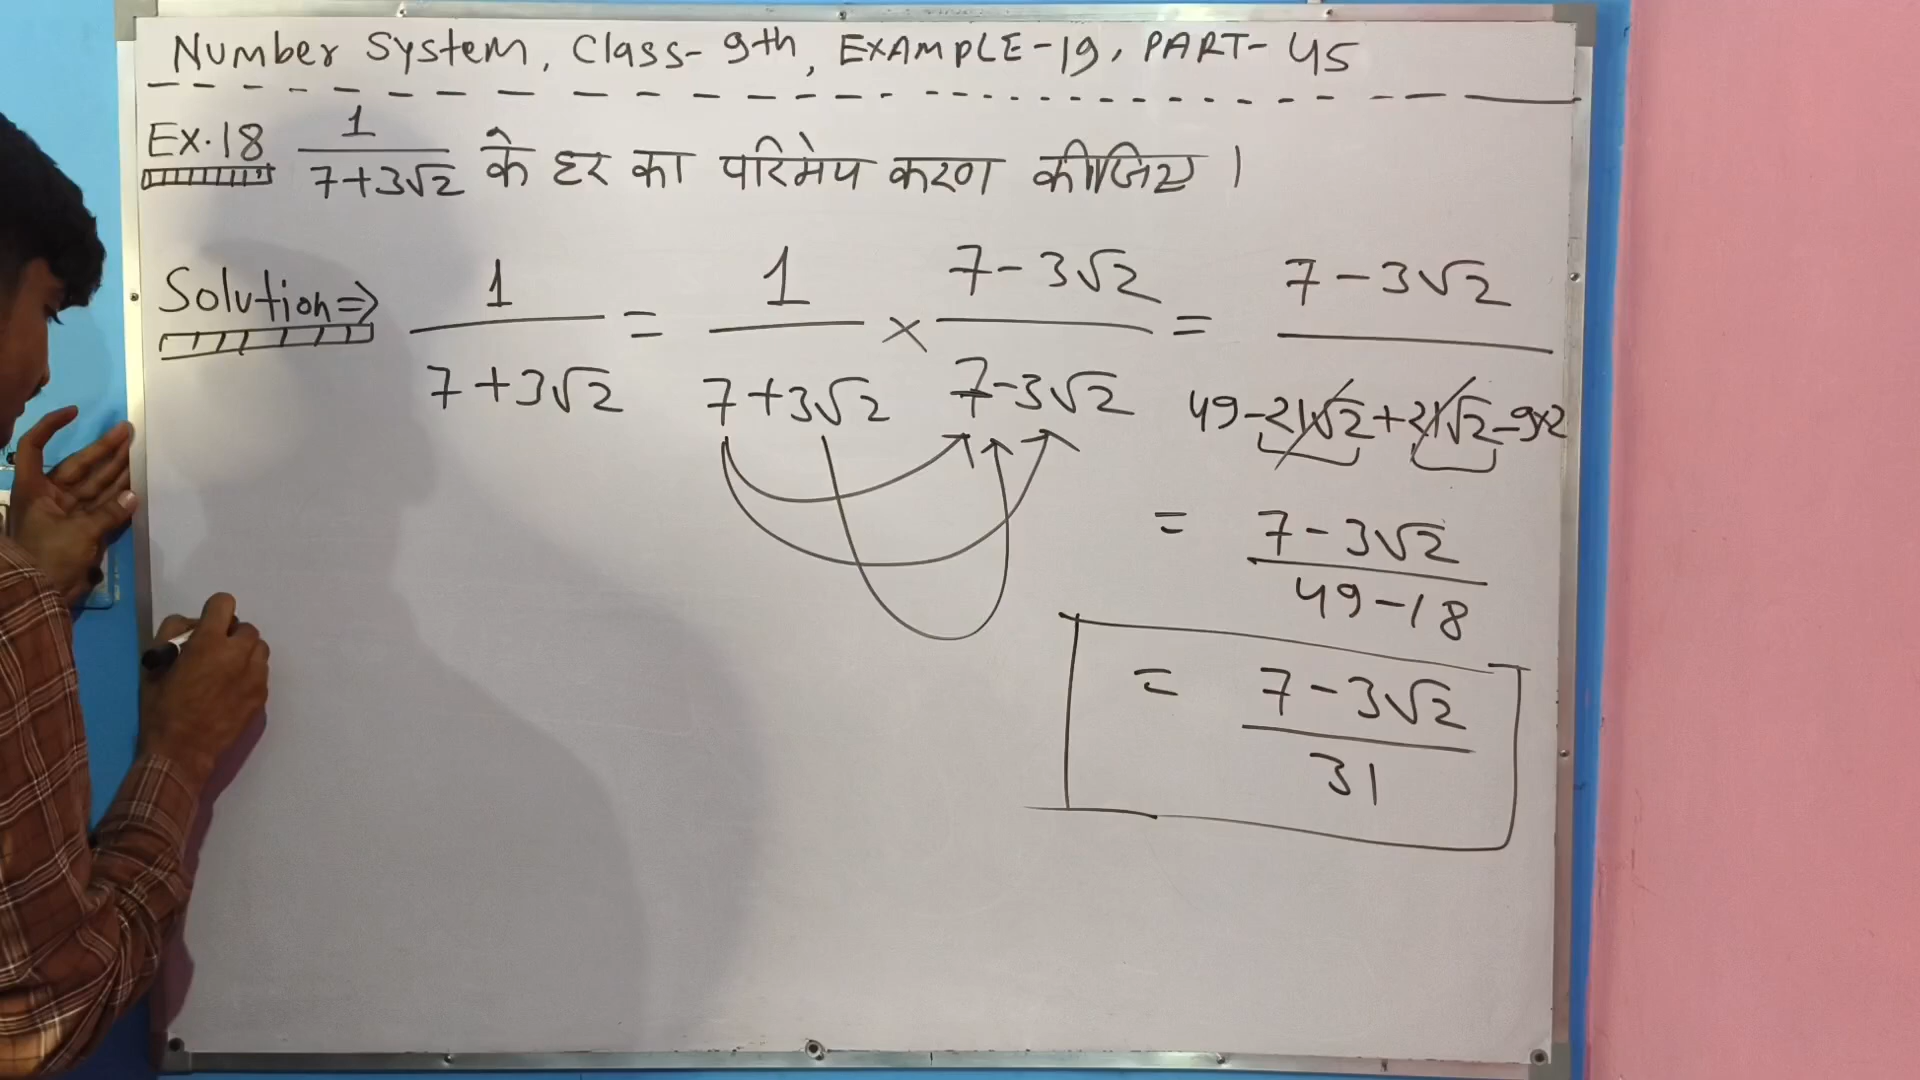 Number System, Class-9th, EXAMPLE-19, PART-45
Ex.18 1/(7+3√2) के हर का परिमेय करण कीजिए ।
Solution⇒ 1/(7+3√2) = 1/(7+3√2) × (7-3√2)/(7-3√2) = (7-3√2)/(49-21√2+21√2-9×2)
= (7-3√2)/(49-18)
= (7-3√2)/31